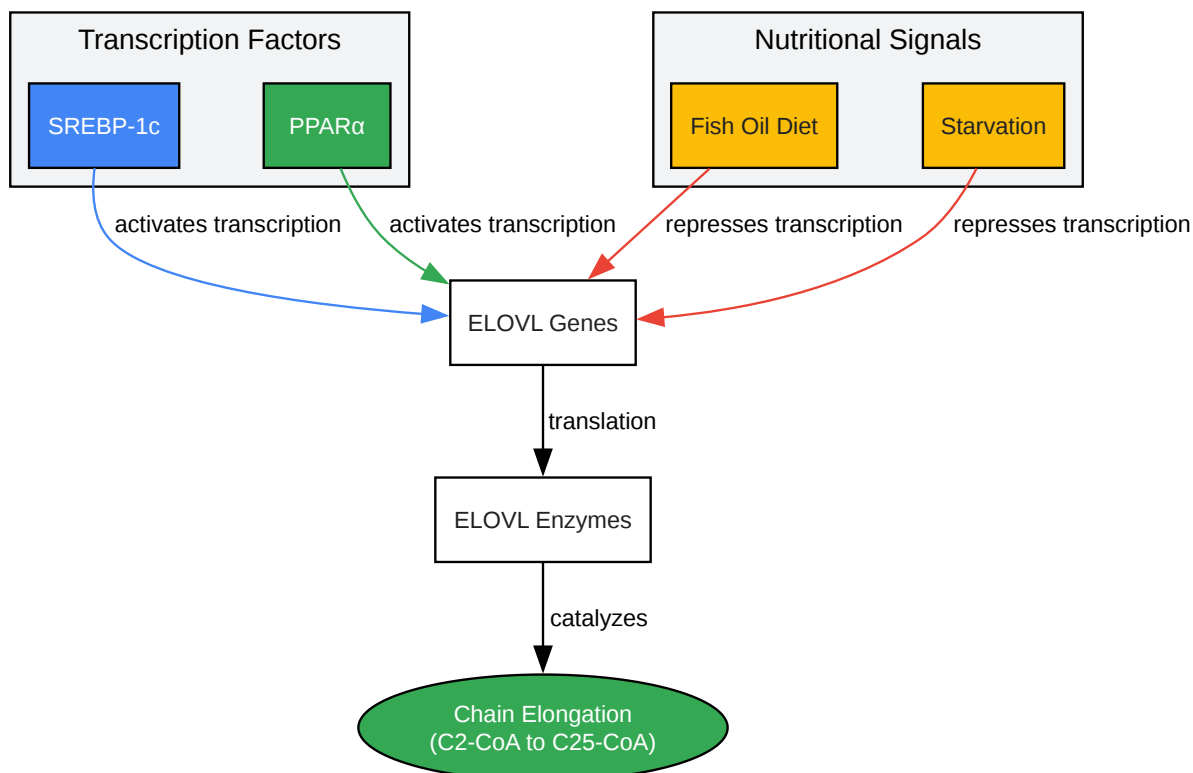 Transcription Factors
Nutritional Signals
SREBP-1c
PPARα
Fish Oil Diet
Starvation
activates transcription
activates transcription
represses transcription
represses transcription
ELOVL Genes
translation
ELOVL Enzymes
catalyzes
Chain Elongation
(C2-CoA to C25-CoA)